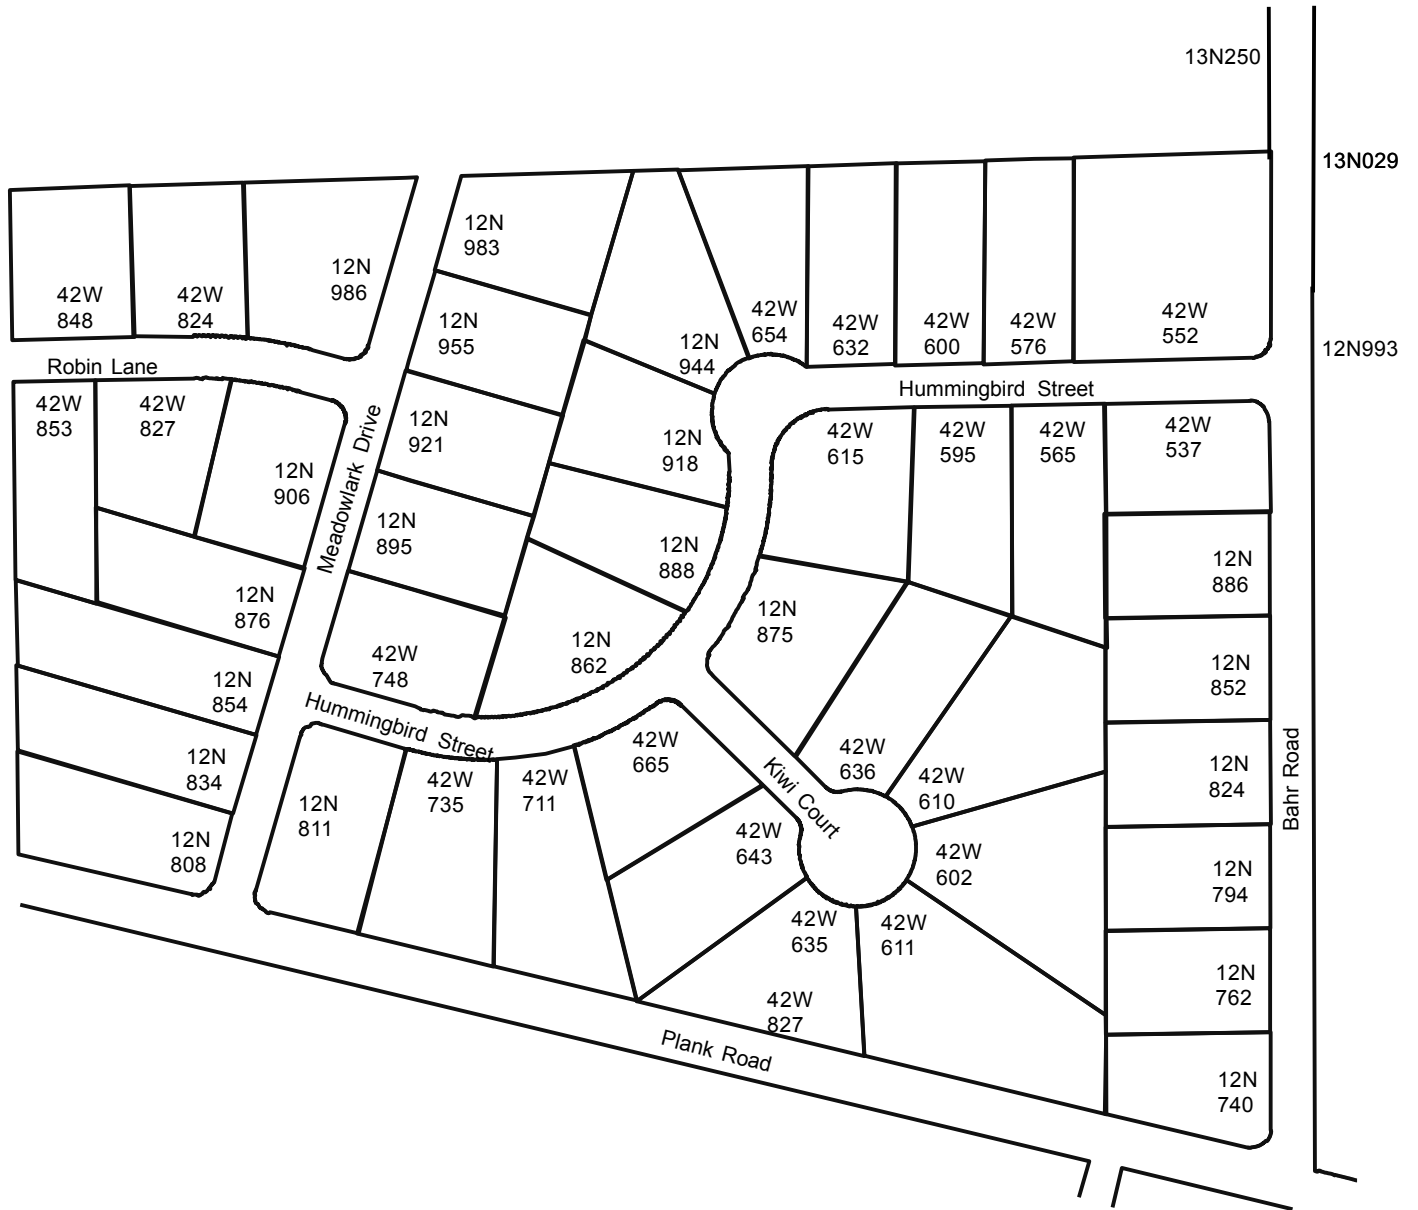 13N250
13N029
12N993
12N
983
12N
986
42W
848
42W
824
42W
654
42W
632
42W
600
42W
576
42W
552
12N
955
12N
944
Robin Lane
Hummingbird Street
42W
853
42W
827
12N
921
12N
918
42W
615
42W
595
42W
565
42W
537
12N
906
Meadowlark Drive
12N
895
12N
888
12N
886
12N
876
12N
875
12N
862
42W
748
12N
852
12N
854
Hummingbird Street
12N
834
42W
735
42W
711
42W
665
42W
636
42W
610
Kiwi Court
12N
824
Bahr Road
12N
811
12N
808
42W
643
42W
602
12N
794
42W
635
42W
611
12N
762
42W
827
Plank Road
12N
740